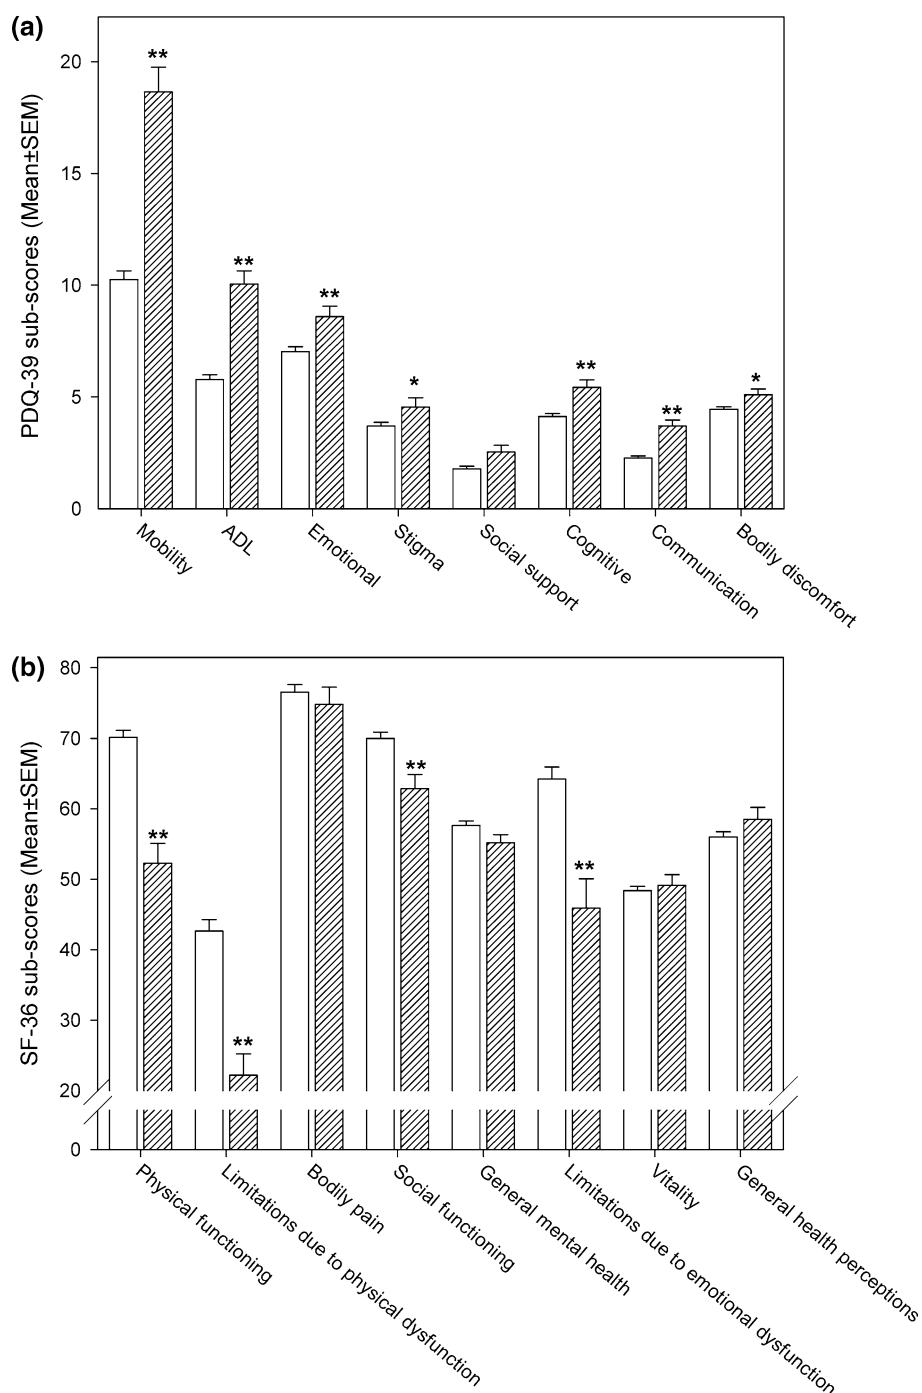 (a)
PDQ-39 sub-scores (Mean±SEM)
20
15
10
5
0
**
**
**
*
**
**
*
Mobility
ADL
Emotional
Stigma
Social support
Cognitive
Communication
Bodily discomfort
(b)
SF-36 sub-scores (Mean±SEM)
80
70
60
50
40
30
20
0
**
**
**
**
Physical functioning
Limitations due to physical dysfunction
Bodily pain
Social functioning
General mental health
Limitations due to emotional dysfunction
Vitality
General health perceptions